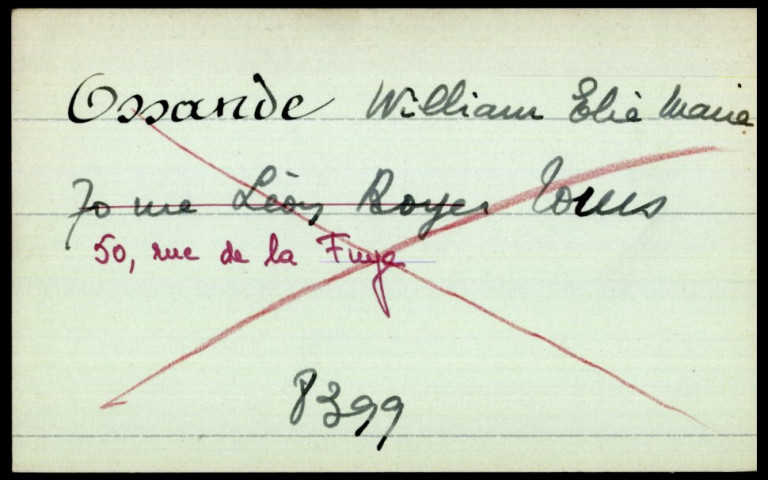 Ossande William Elie Marie
70 rue Léon Boyer Tours
50, rue de la Fuye
8399